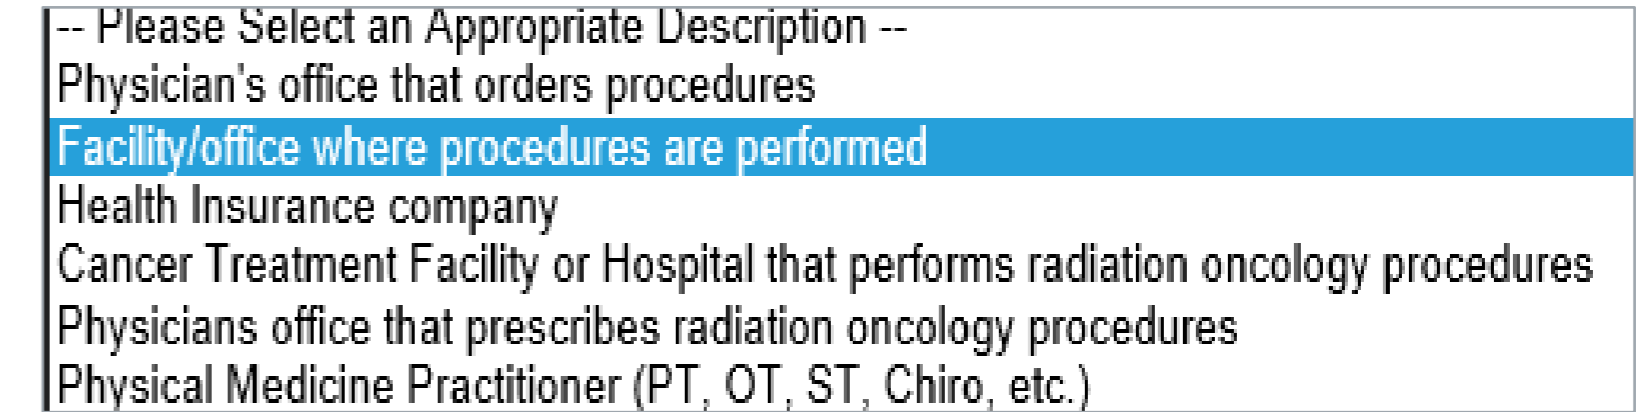 -- Please Select an Appropriate Description --
Physician's office that orders procedures
Facility/office where procedures are performed
Health Insurance company
Cancer Treatment Facility or Hospital that performs radiation oncology procedures
Physicians office that prescribes radiation oncology procedures
Physical Medicine Practitioner (PT, OT, ST, Chiro, etc.)